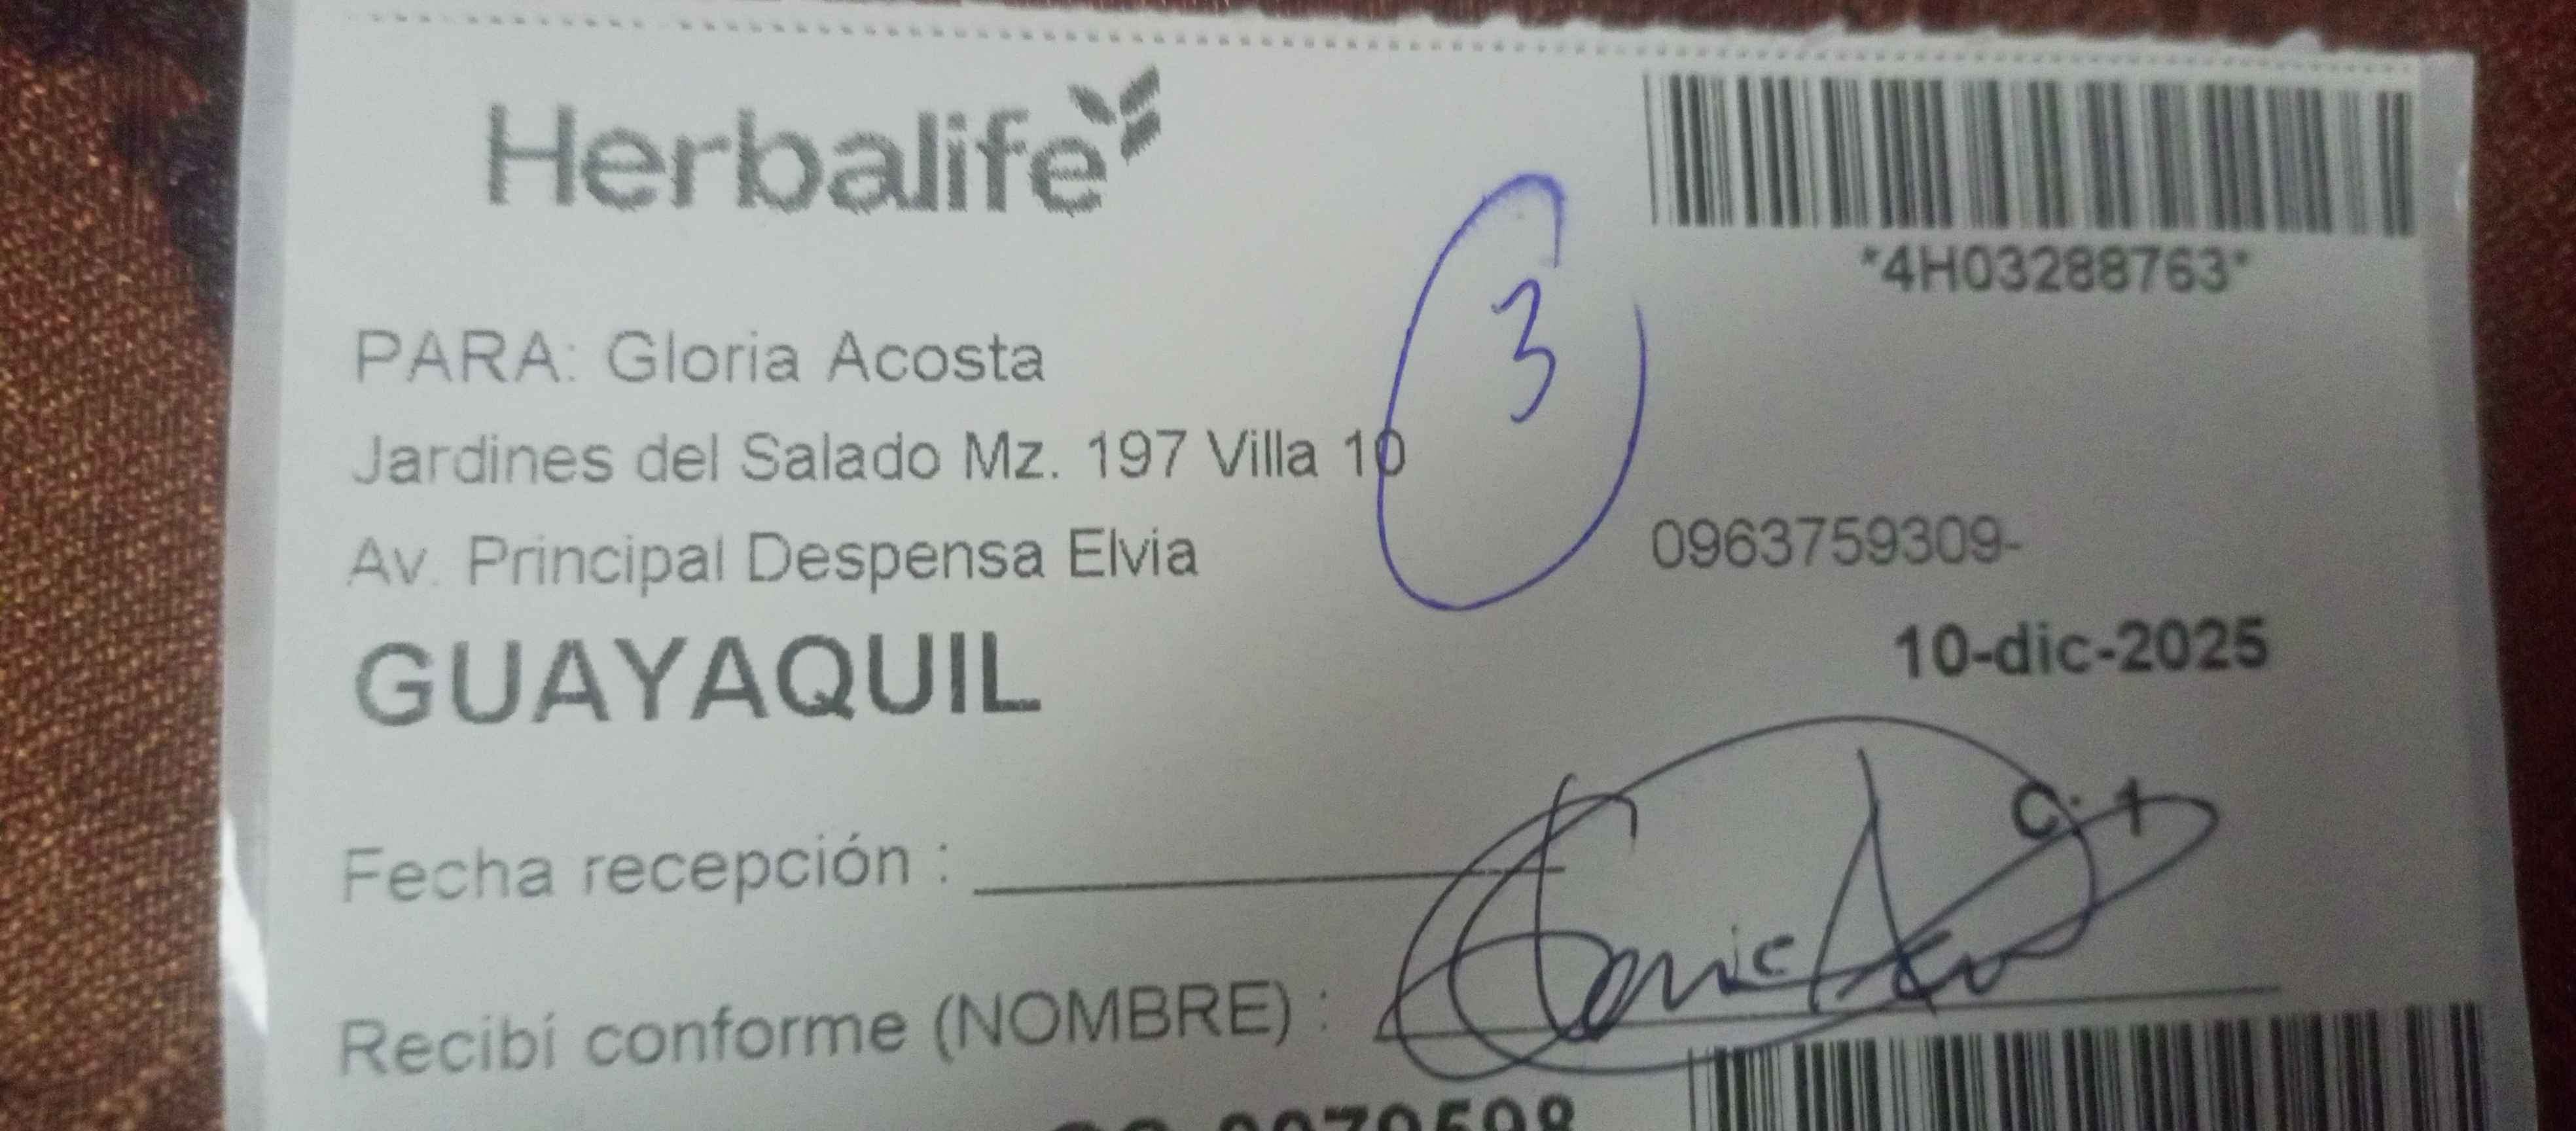 Herbalife
*4H03288763*
3
PARA: Gloria Acosta
Jardines del Salado Mz. 197 Villa 10
Av. Principal Despensa Elvia
0963759309-
GUAYAQUIL
10-dic-2025
Fecha recepción :
C.I
Recibí conforme (NOMBRE) :